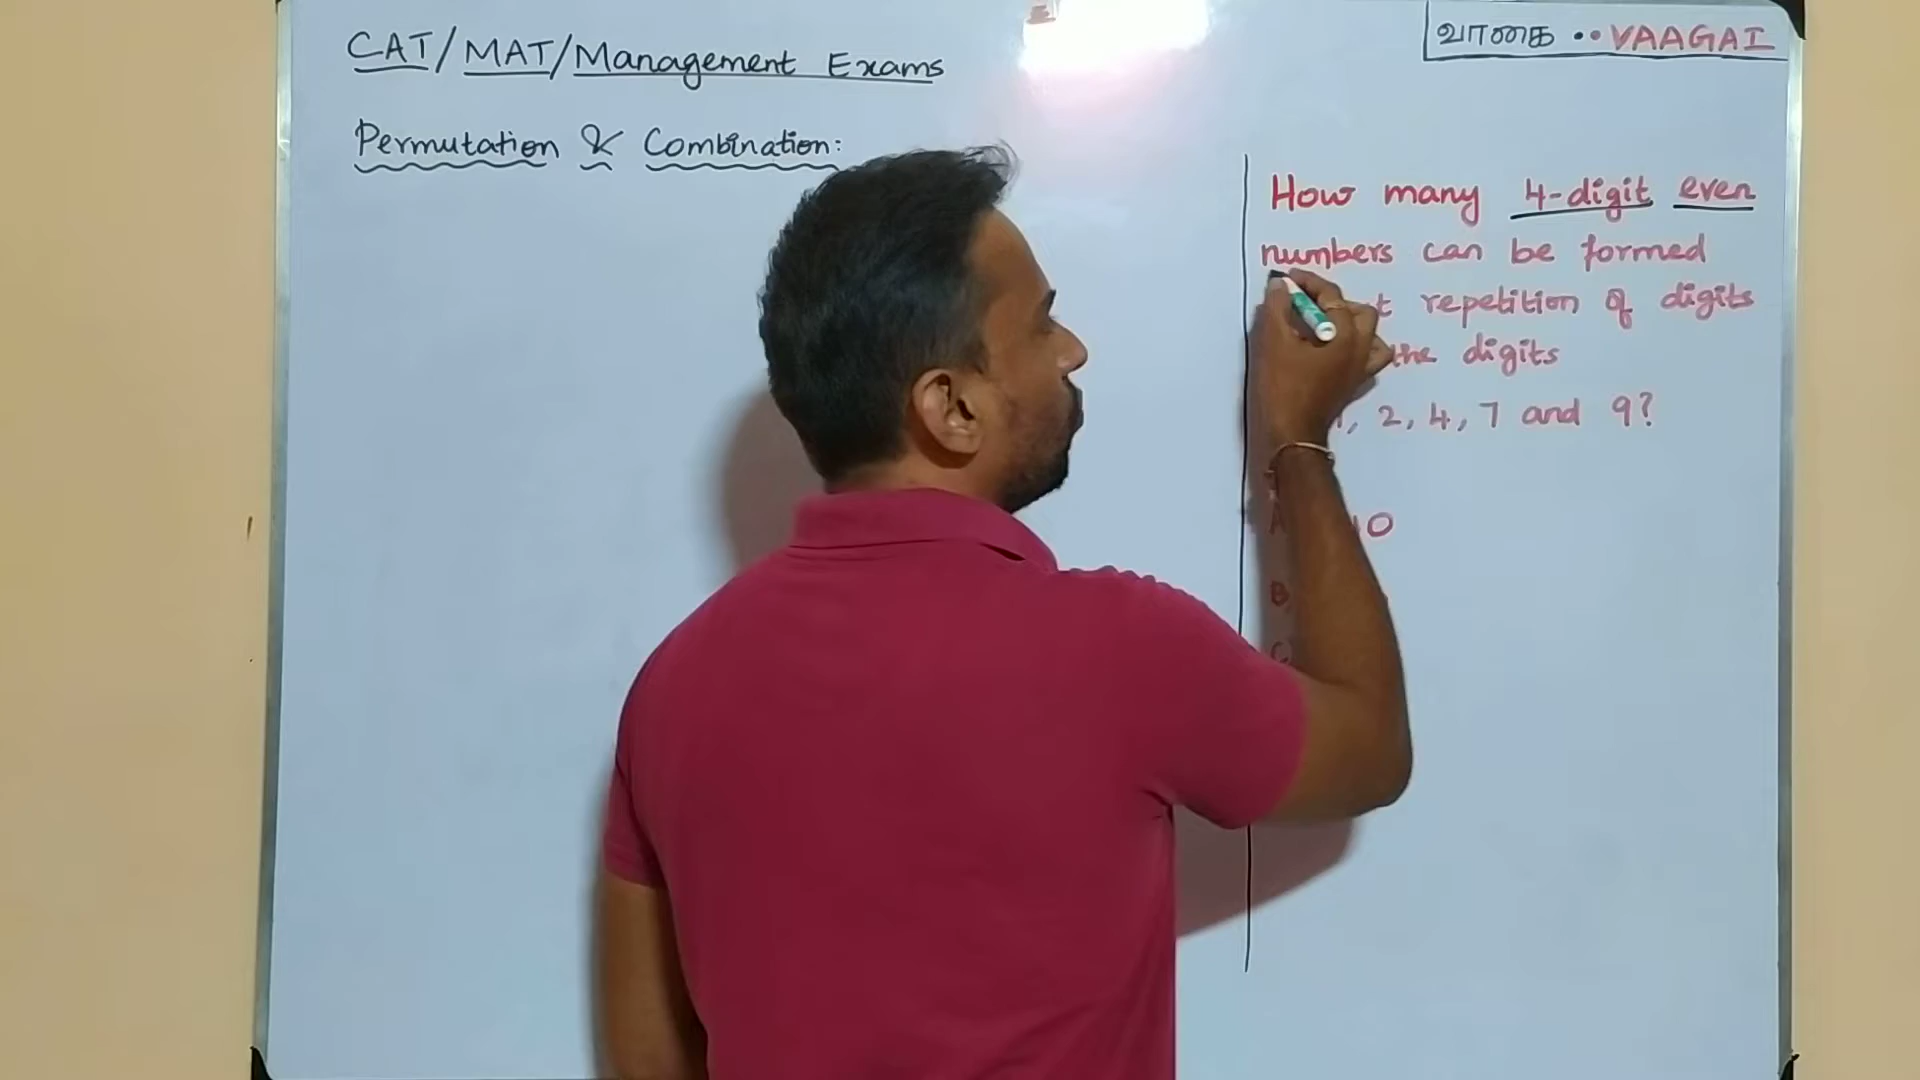 CAT/MAT/Management Exams
வாகை ..VAAGAI
Permutation & Combination:
How many 4-digit even
numbers can be formed
repetition of digits
the digits
1, 2, 4, 7 and 9?
A
B
C